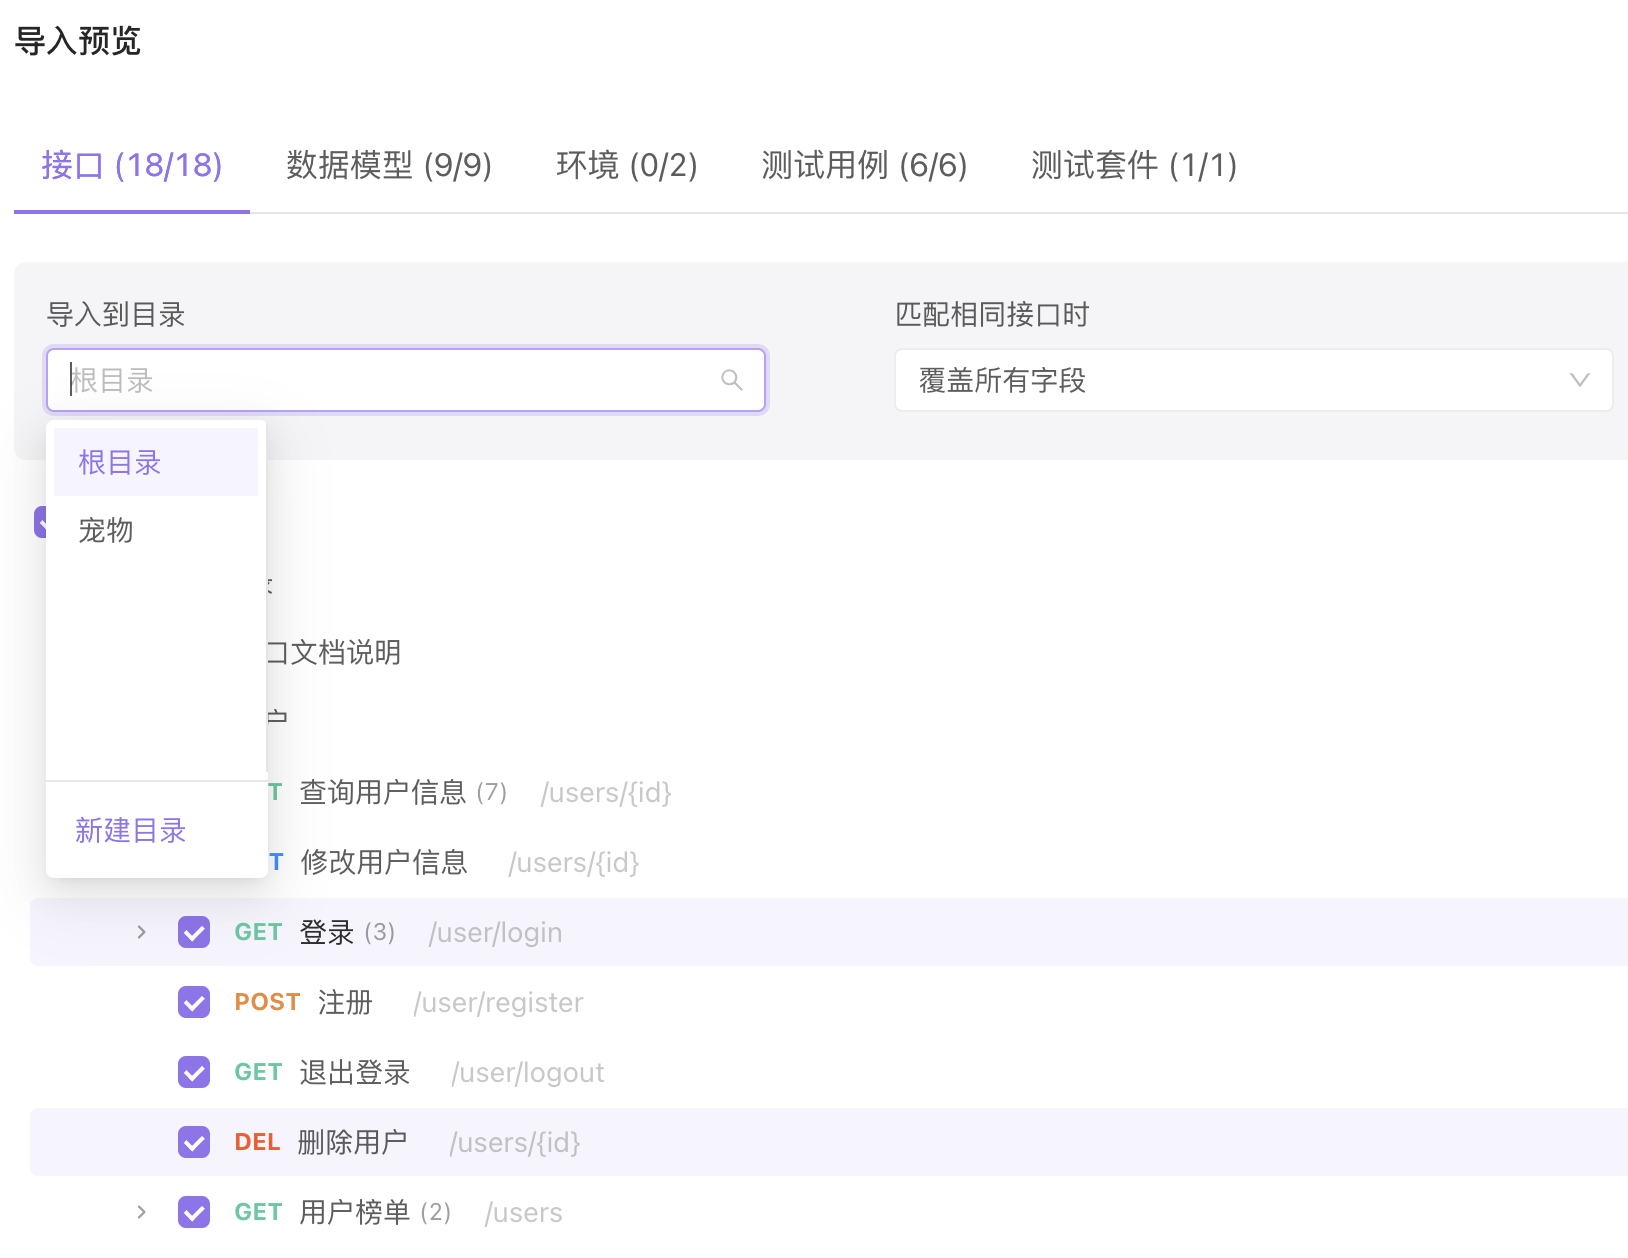 导入预览
接口 (18/18) 数据模型 (9/9) 环境 (0/2) 测试用例 (6/6) 测试套件 (1/1)
导入到目录 匹配相同接口时
根目录 覆盖所有字段
根目录
宠物
口文档说明
户
T 查询用户信息 (7) /users/{id}
新建目录
T 修改用户信息 /users/{id}
GET 登录 (3) /user/login
POST 注册 /user/register
GET 退出登录 /user/logout
DEL 删除用户 /users/{id}
GET 用户榜单 (2) /users